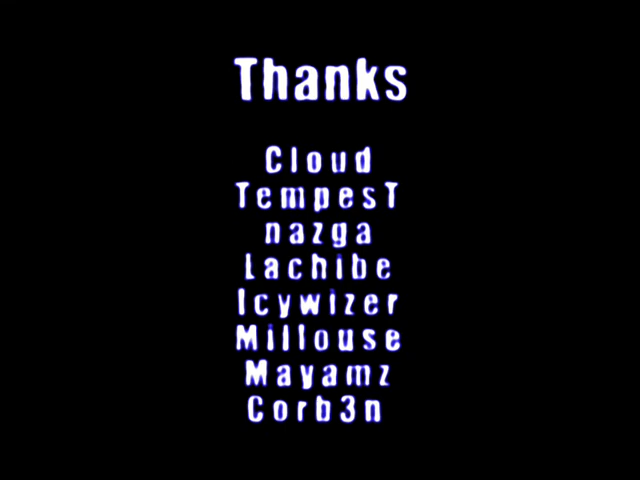 Thanks
Cloud
TempesT
nazga
Lachibe
Icywizer
Millouse
Mayamz
Corb3n